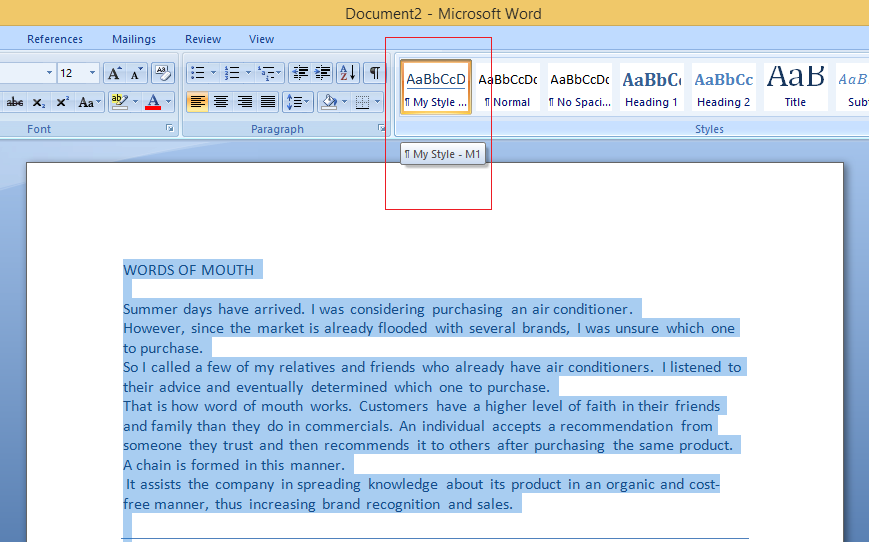 Document2 - Microsoft Word
References Mailings Review View
12 A A Aa
AaBbCcD AaBbCcDc AaBbCcDc AaBbCc AaBbCc AaB AaB
abc x₂ x² Aa ab A
¶ My Style ... ¶ Normal ¶ No Spaci... Heading 1 Heading 2 Title Subt
Font Paragraph Styles
¶ My Style - M1
WORDS OF MOUTH
Summer days have arrived. I was considering purchasing an air conditioner.
However, since the market is already flooded with several brands, I was unsure which one
to purchase.
So I called a few of my relatives and friends who already have air conditioners. I listened to
their advice and eventually determined which one to purchase.
That is how word of mouth works. Customers have a higher level of faith in their friends
and family than they do in commercials. An individual accepts a recommendation from
someone they trust and then recommends it to others after purchasing the same product.
A chain is formed in this manner.
It assists the company in spreading knowledge about its product in an organic and cost-
free manner, thus increasing brand recognition and sales.